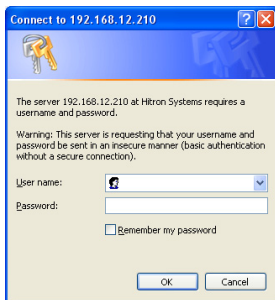 Connect to 192.168.12.210
The server 192.168.12.210 at Hitron Systems requires a
username and password.
Warning: This server is requesting that your username and
password be sent in an insecure manner (basic authentication
without a secure connection).
User name:
Password:
Remember my password
OK Cancel